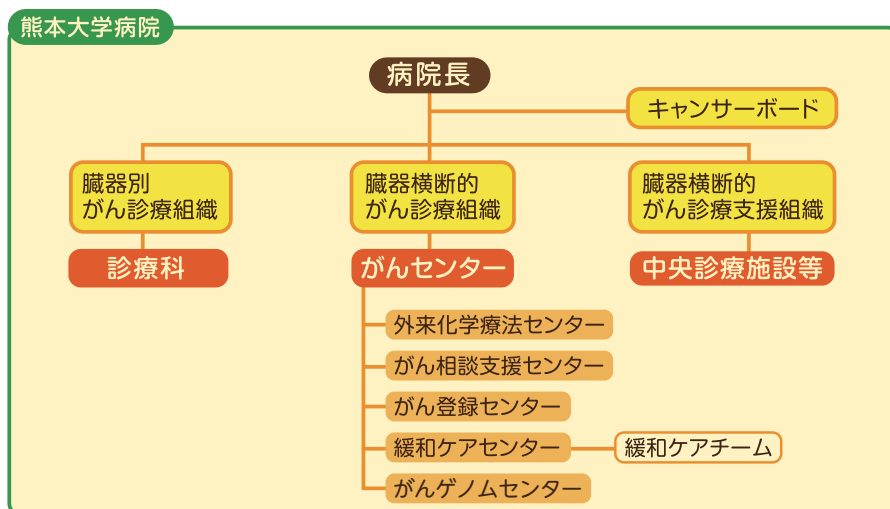 熊本大学病院
病院長
キャンサーボード
臓器別
がん診療組織
臓器横断的
がん診療組織
臓器横断的
がん診療支援組織
診療科
がんセンター
中央診療施設等
外来化学療法センター
がん相談支援センター
がん登録センター
緩和ケアセンター
緩和ケアチーム
がんゲノムセンター